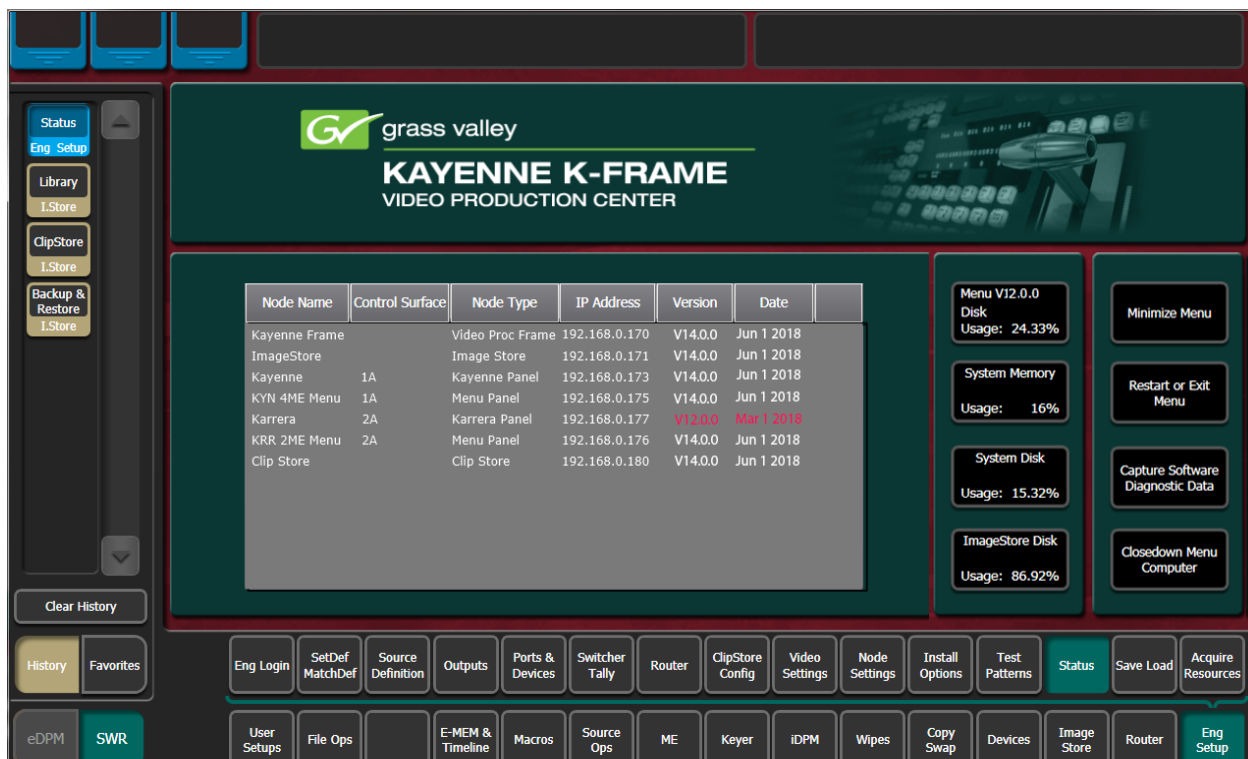 Status
Eng Setup
Library
I.Store
ClipStore
I.Store
Backup &
Restore
I.Store
Clear History
History
Favorites
eDPM
SWR
GV
grass valley
KAYENNE K-FRAME
VIDEO PRODUCTION CENTER
Node Name Control Surface Node Type IP Address Version Date
Kayenne Frame Video Proc Frame 192.168.0.170 V14.0.0 Jun 1 2018
ImageStore Image Store 192.168.0.171 V14.0.0 Jun 1 2018
Kayenne 1A Kayenne Panel 192.168.0.173 V14.0.0 Jun 1 2018
KYN 4ME Menu 1A Menu Panel 192.168.0.175 V14.0.0 Jun 1 2018
Karrera 2A Karrera Panel 192.168.0.177 V12.0.0 Mar 1 2018
KRR 2ME Menu 2A Menu Panel 192.168.0.176 V14.0.0 Jun 1 2018
Clip Store Clip Store 192.168.0.180 V14.0.0 Jun 1 2018
Menu V12.0.0
Disk
Usage: 24.33%
System Memory
Usage: 16%
System Disk
Usage: 15.32%
ImageStore Disk
Usage: 86.92%
Minimize Menu
Restart or Exit
Menu
Capture Software
Diagnostic Data
Closedown Menu
Computer
Eng Login
SetDef
MatchDef
Source
Definition
Outputs
Ports &
Devices
Switcher
Tally
Router
ClipStore
Config
Video
Settings
Node
Settings
Install
Options
Test
Patterns
Status
Save Load
Acquire
Resources
User
Setups
File Ops
E-MEM &
Timeline
Macros
Source
Ops
ME
Keyer
iDPM
Wipes
Copy
Swap
Devices
Image
Store
Router
Eng
Setup